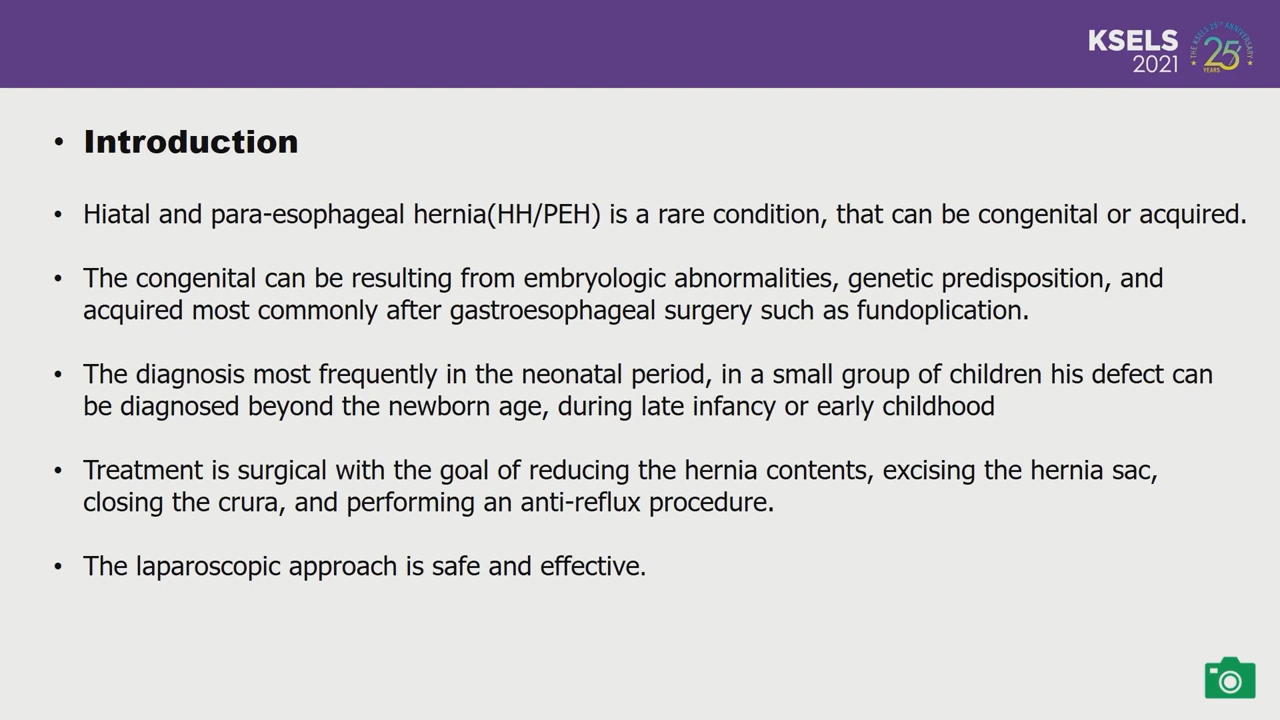 KSELS
2021
THE KSELS 25TH ANNIVERSARY
25
YEARS
• Introduction
• Hiatal and para-esophageal hernia(HH/PEH) is a rare condition, that can be congenital or acquired.
• The congenital can be resulting from embryologic abnormalities, genetic predisposition, and
acquired most commonly after gastroesophageal surgery such as fundoplication.
• The diagnosis most frequently in the neonatal period, in a small group of children his defect can
be diagnosed beyond the newborn age, during late infancy or early childhood
• Treatment is surgical with the goal of reducing the hernia contents, excising the hernia sac,
closing the crura, and performing an anti-reflux procedure.
• The laparoscopic approach is safe and effective.